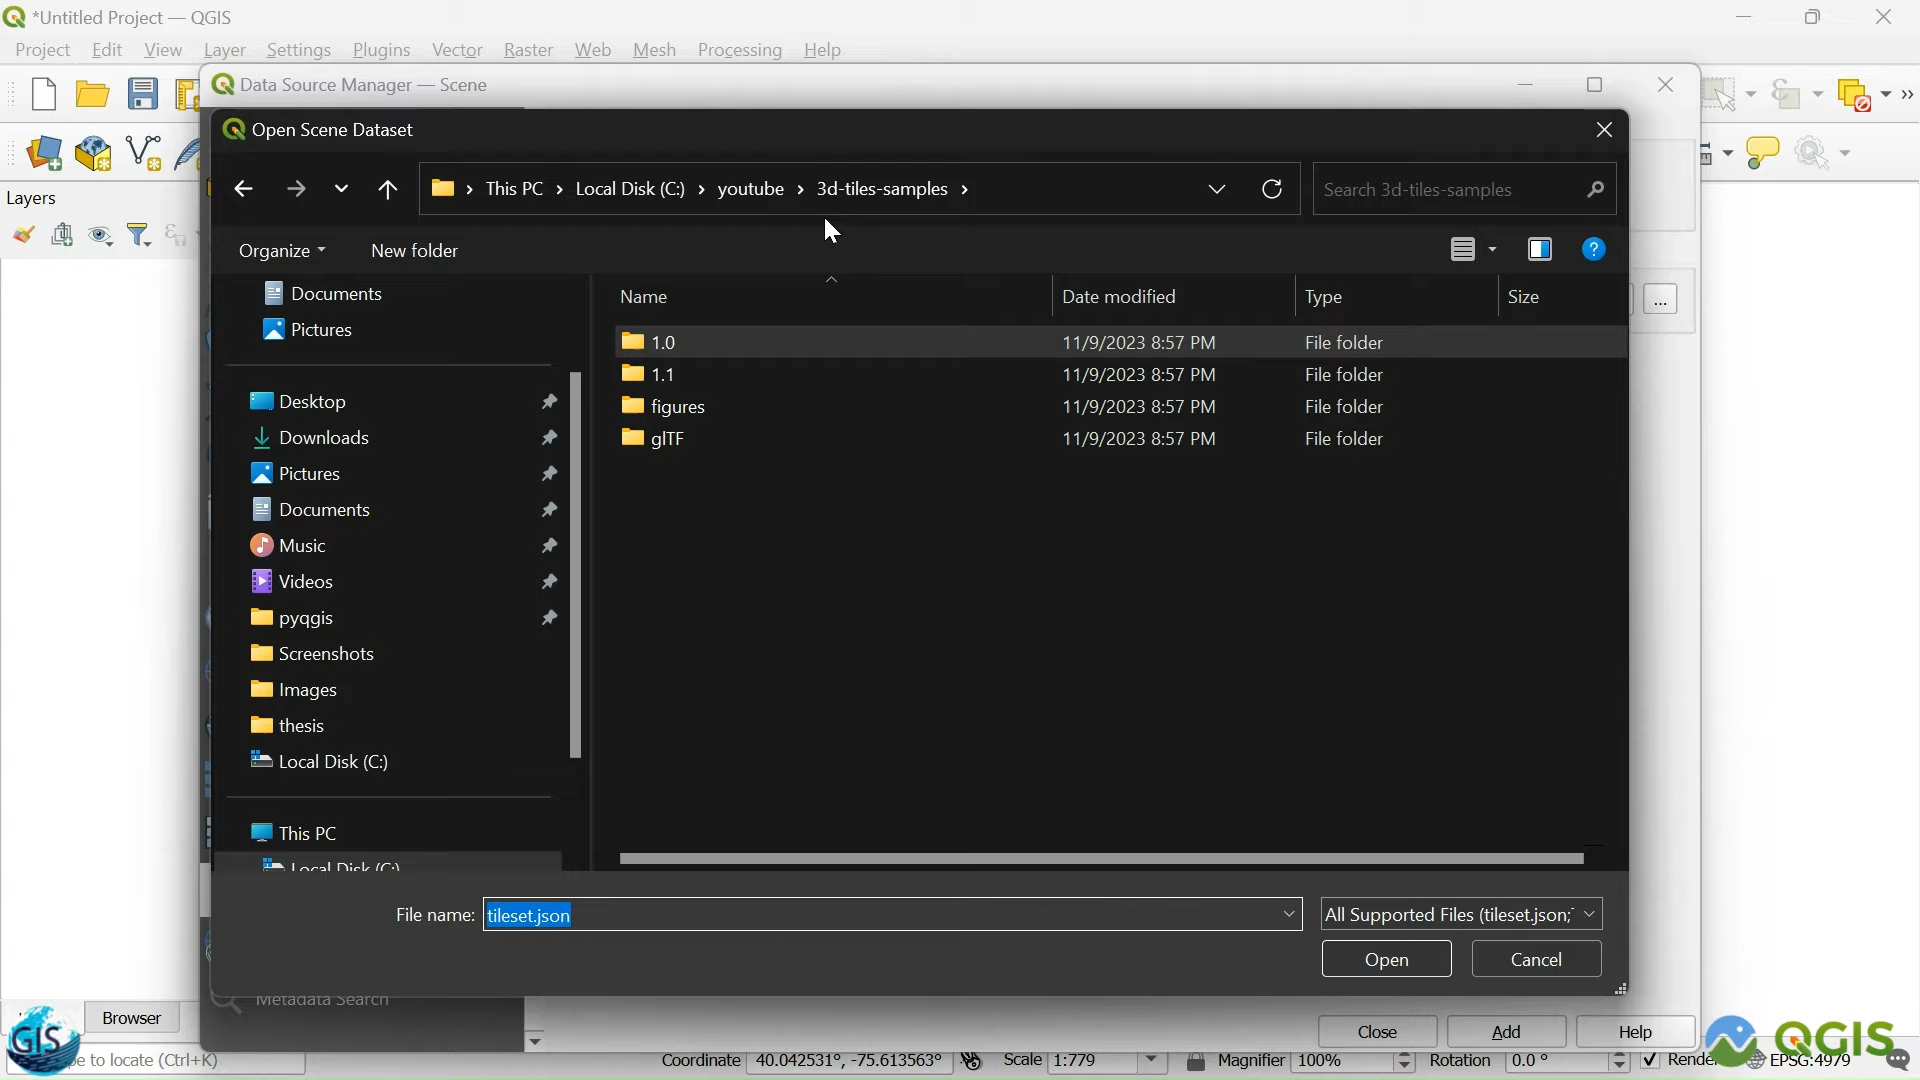 *Untitled Project — QGIS
Project Edit View Layer Settings Plugins Vector Raster Web Mesh Processing Help
Data Source Manager — Scene
Open Scene Dataset
This PC › Local Disk (C:) › youtube › 3d-tiles-samples ›
Search 3d-tiles-samples
Layers
Organize New folder
Documents
Pictures
Name Date modified Type Size
...
1.0 11/9/2023 8:57 PM File folder
1.1 11/9/2023 8:57 PM File folder
figures 11/9/2023 8:57 PM File folder
glTF 11/9/2023 8:57 PM File folder
Desktop
Downloads
Pictures
Documents
Music
Videos
pyqgis
Screenshots
Images
thesis
Local Disk (C:)
This PC
Local Disk (C:)
File name: tileset.json
All Supported Files (tileset.json;
Open Cancel
Metadata Search
Browser
Close Add Help
GIS
QGIS
pe to locate (Ctrl+K)
Coordinate 40.042531°, -75.613563° Scale 1:779 Magnifier 100% Rotation 0.0 ° Render EPSG:4979